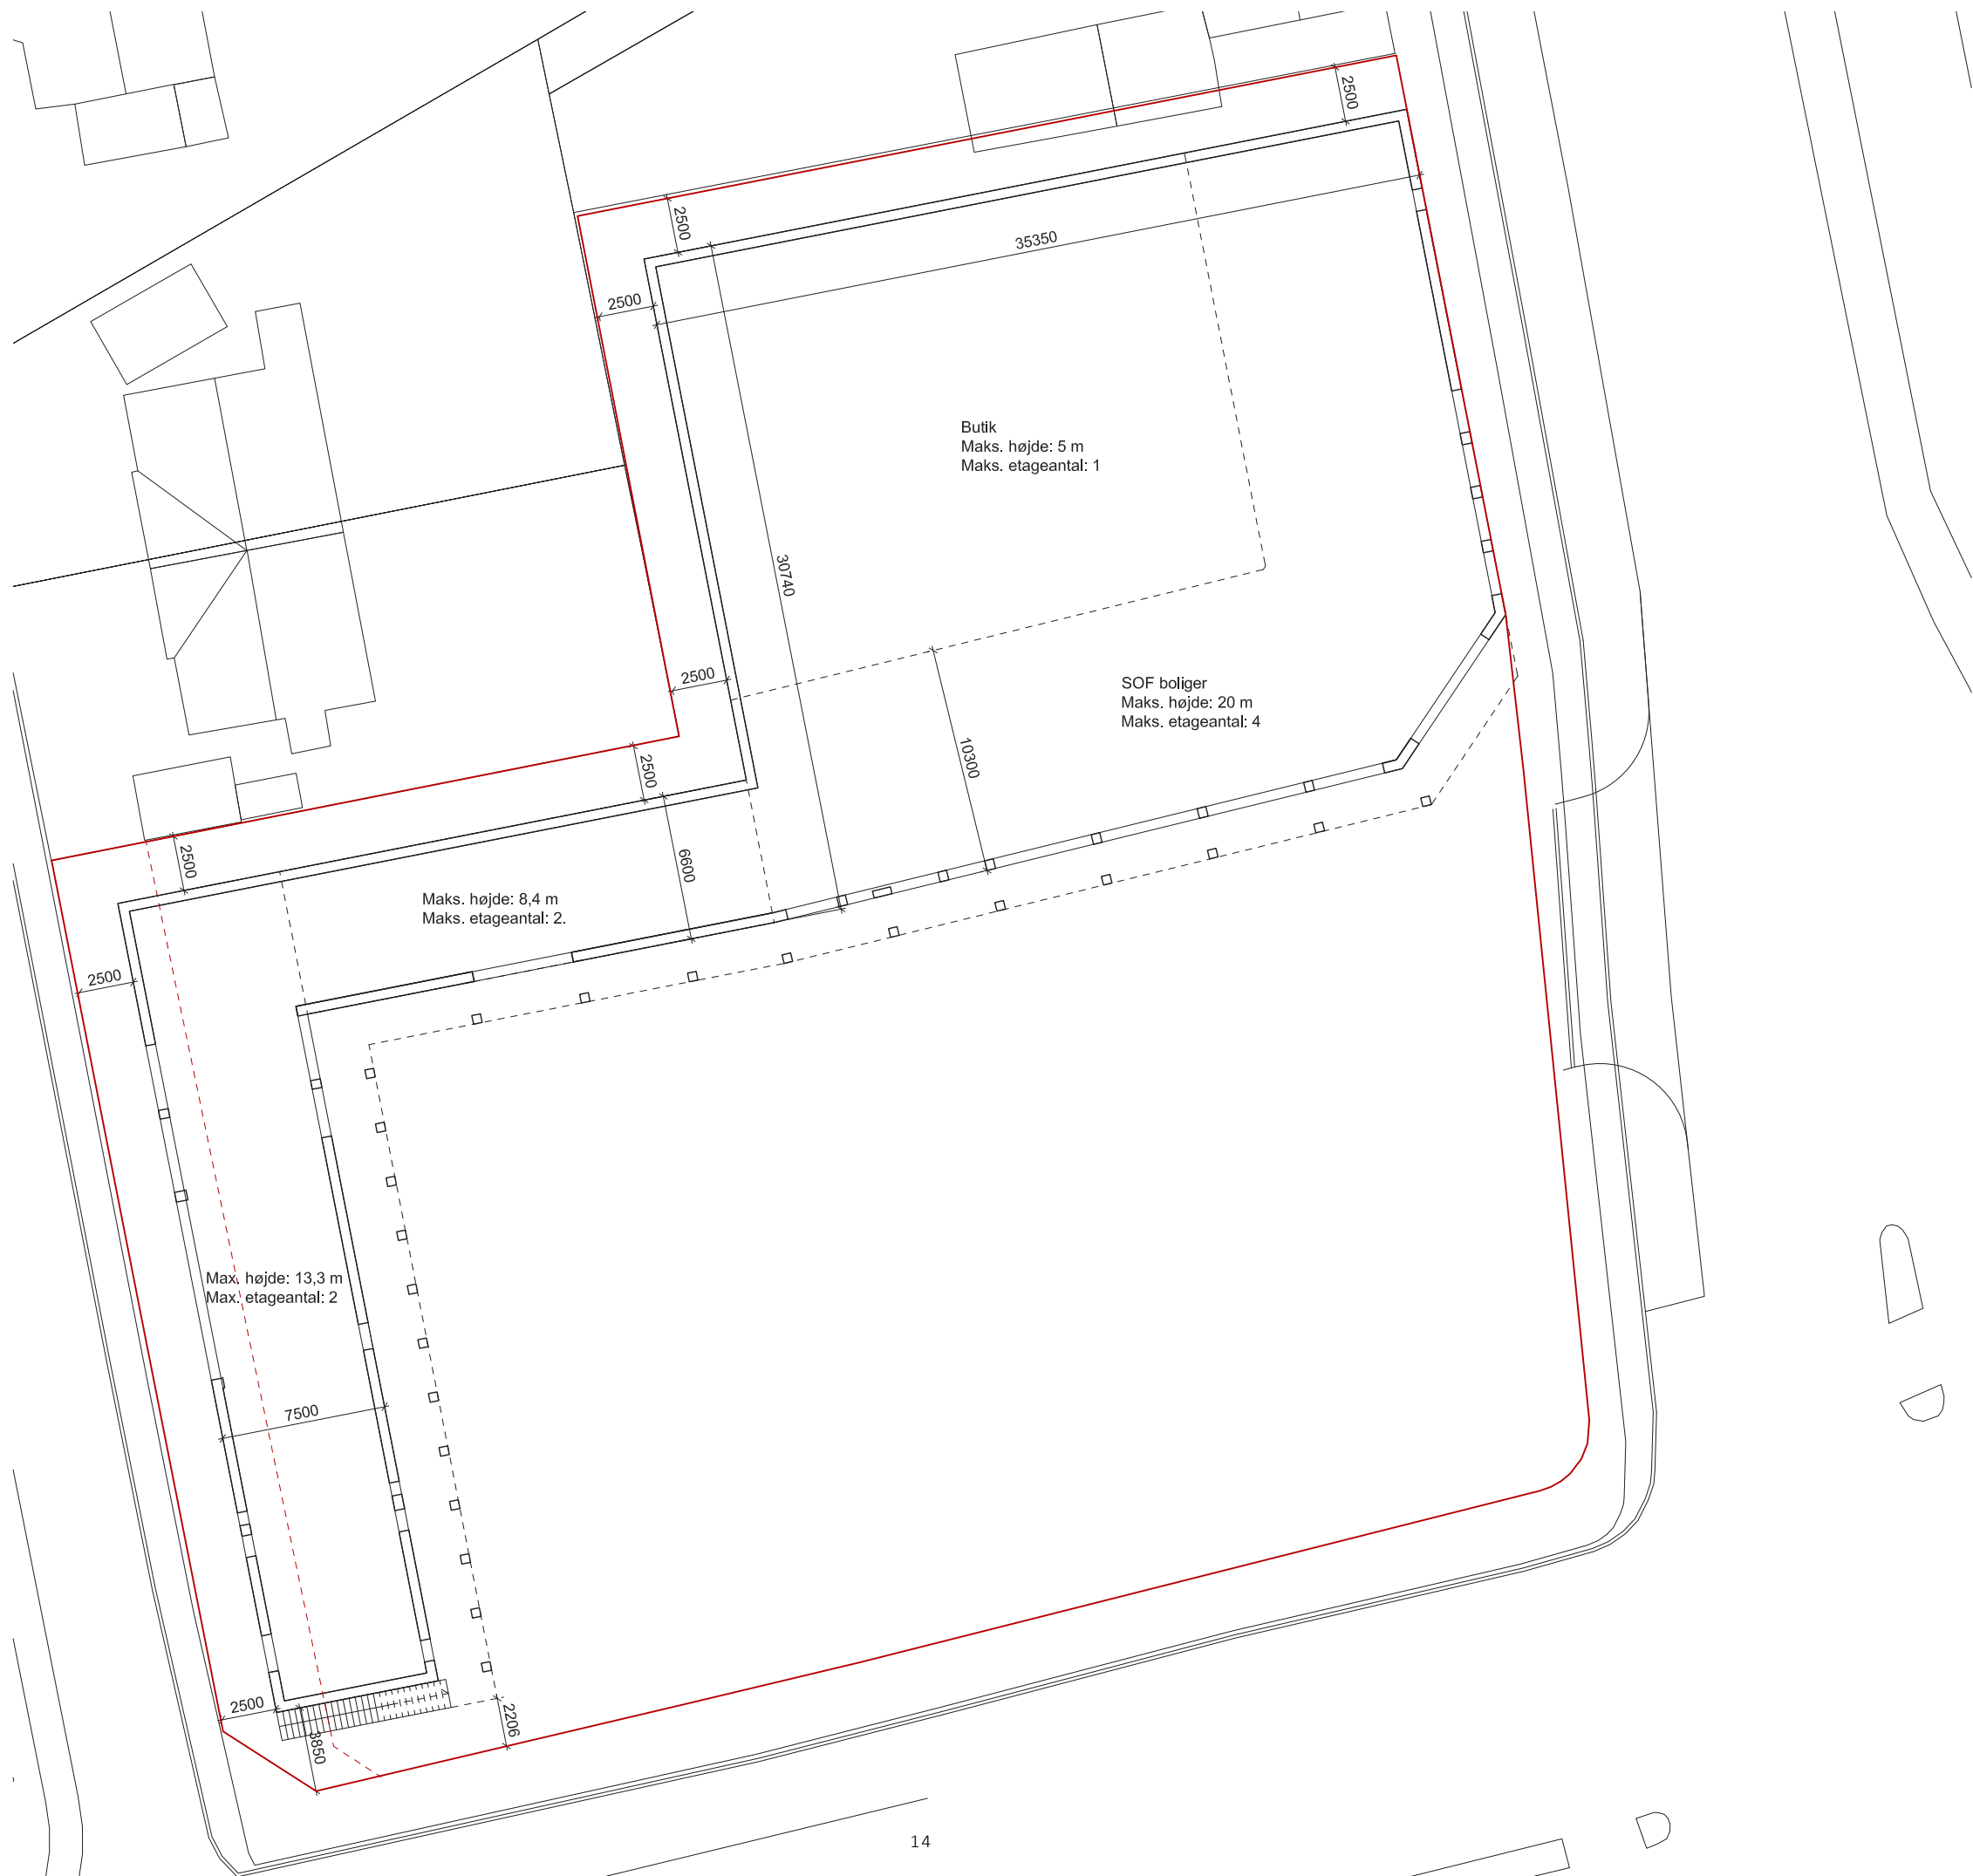 2500
2500
35350
2500
Butik
Maks. højde: 5 m
Maks. etageantal: 1
30740
2500
SOF boliger
Maks. højde: 20 m
Maks. etageantal: 4
10300
2500
2500
6600
Maks. højde: 8,4 m
Maks. etageantal: 2.
2500
Max. højde: 13,3 m
Max. etageantal: 2
7500
2500
3850
2206
14